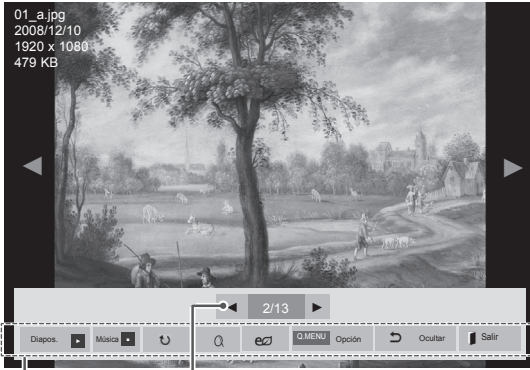 01_a.jpg
2008/12/10
1920 x 1080
479 KB
2/13
Diapos. Música Q.MENU Opción Ocultar Salir